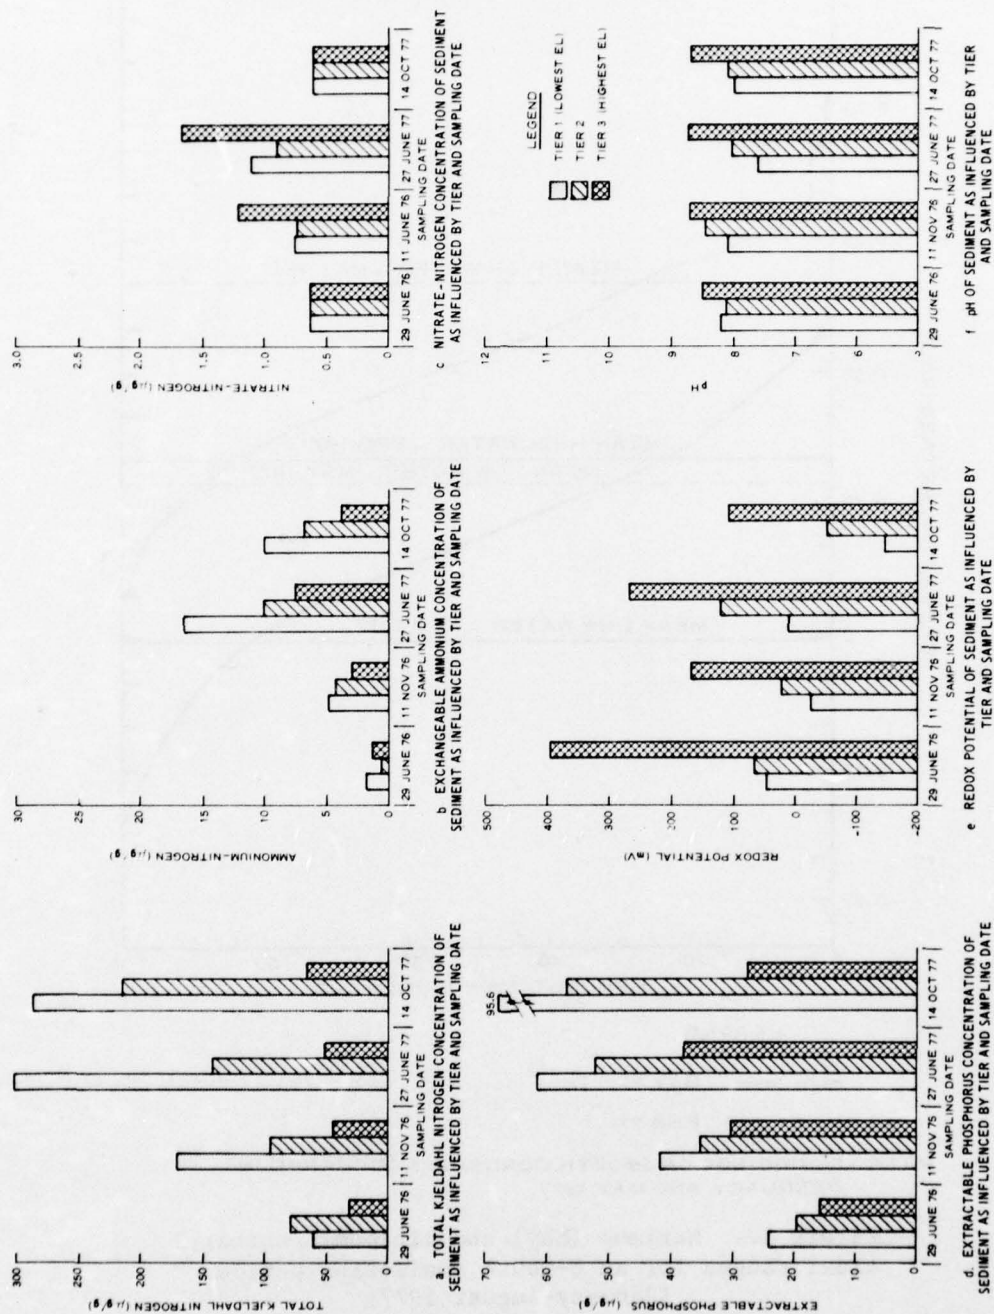 TOTAL KJELDAHL NITROGEN (µg/g)
300
250
200
150
100
50
0
29 JUNE 76 | 11 NOV 76 | 27 JUNE 77 | 14 OCT 77
SAMPLING DATE
a. TOTAL KJELDAHL NITROGEN CONCENTRATION OF
SEDIMENT AS INFLUENCED BY TIER AND SAMPLING DATE
AMMONIUM-NITROGEN (µg/g)
30
25
20
15
10
5
0
29 JUNE 76 | 11 NOV 76 | 27 JUNE 77 | 14 OCT 77
SAMPLING DATE
b EXCHANGEABLE AMMONIUM CONCENTRATION OF
SEDIMENT AS INFLUENCED BY TIER AND SAMPLING DATE
NITRATE-NITROGEN (µg/g)
3.0
2.5
2.0
1.5
1.0
0.5
0
29 JUNE 76 | 11 JUNE 76 | 27 JUNE 77 | 14 OCT 77
SAMPLING DATE
c NITRATE-NITROGEN CONCENTRATION OF SEDIMENT
AS INFLUENCED BY TIER AND SAMPLING DATE
EXTRACTABLE PHOSPHORUS (µg/g)
70
60
50
40
30
20
10
0
95.6
29 JUNE 76 | 11 NOV 76 | 27 JUNE 77 | 14 OCT 77
SAMPLING DATE
d. EXTRACTABLE PHOSPHORUS CONCENTRATION OF
SEDIMENT AS INFLUENCED BY TIER AND SAMPLING DATE
REDOX POTENTIAL (mV)
500
400
300
200
100
0
-100
-200
29 JUNE 76 | 11 NOV 76 | 27 JUNE 77 | 14 OCT 77
SAMPLING DATE
e REDOX POTENTIAL OF SEDIMENT AS INFLUENCED BY
TIER AND SAMPLING DATE
LEGEND
TIER 1 (LOWEST EL)
TIER 2
TIER 3 (HIGHEST EL)
pH
12
11
10
9
8
7
6
3
29 JUNE 76 | 11 NOV 76 | 27 JUNE 77 | 14 OCT 77
SAMPLING DATE
f pH OF SEDIMENT AS INFLUENCED BY TIER
AND SAMPLING DATE